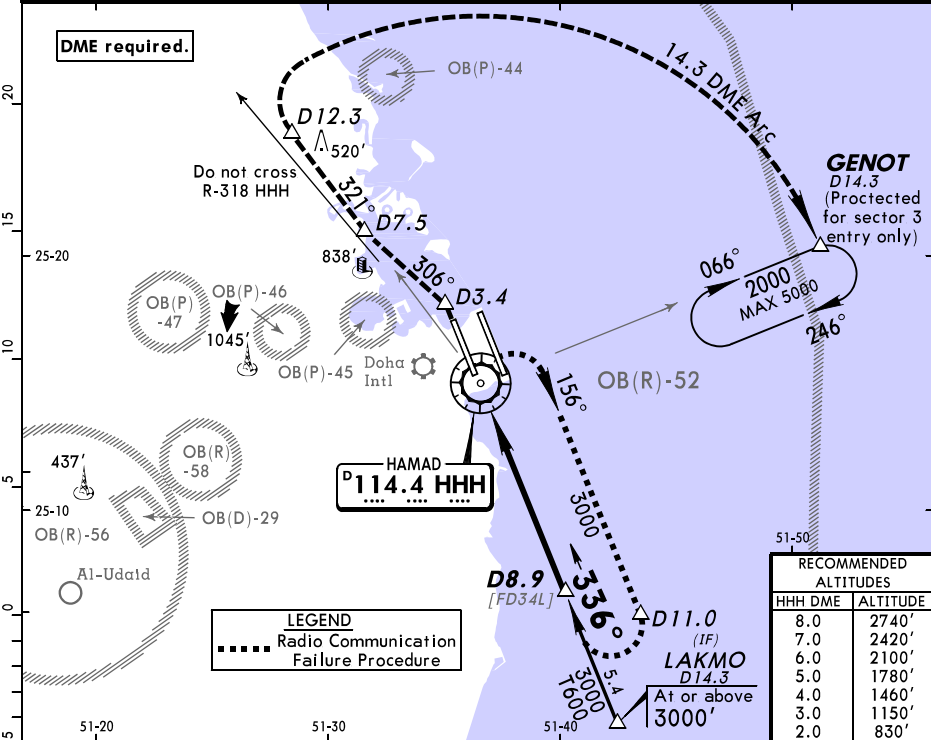 DME required.
OB(P)-44
14.3 DME Arc
20
D12.3
520'
GENOT
D14.3
(Proctected
for sector 3
entry only)
Do not cross
R-318 HHH
321°
D7.5
15
25-20
838'
306°
066°
2000
MAX 5000
246°
OB(P)
-47
OB(P)-46
D3.4
1045'
10
OB(P)-45
Doha
Intl
OB(R)-52
156°
HAMAD
D114.4 HHH
437'
OB(R)
-58
5
25-10
OB(D)-29
OB(R)-56
3000
51-50
Al-Udaid
D8.9
[FD34L]
336°
RECOMMENDED
ALTITUDES
HHH DME ALTITUDE
8.0 2740'
7.0 2420'
6.0 2100'
5.0 1780'
4.0 1460'
3.0 1150'
2.0 830'
0
LEGEND
Radio Communication
Failure Procedure
D11.0
(IF)
LAKMO
D14.3
At or above
3000'
5.4
3000
T600
5
51-20
51-30
51-40